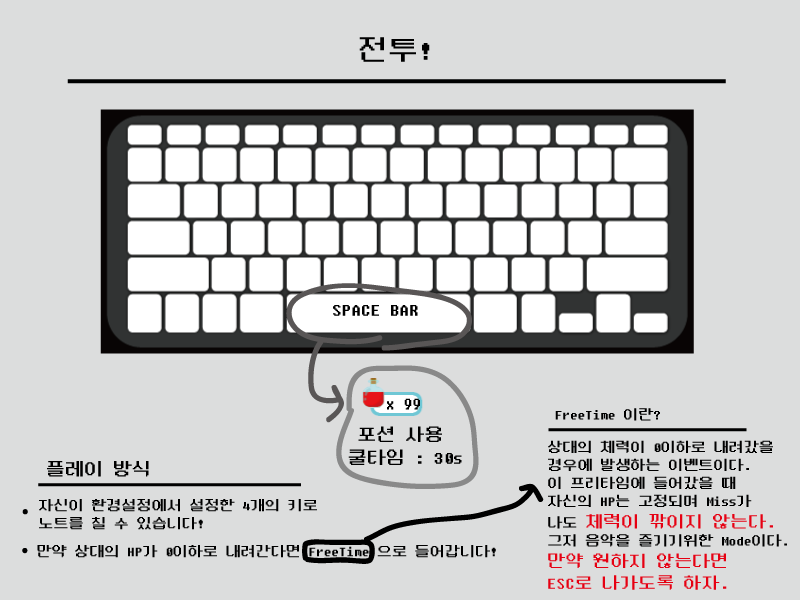 전투!
SPACE BAR
x 99
포션 사용
쿨타임 : 30s
플레이 방식
• 자신이 환경설정에서 설정한 4개의 키로
노트를 칠 수 있습니다!
• 만약 상대의 HP가 0이하로 내려간다면 FreeTime 으로 들어갑니다!
FreeTime 이란?
상대의 체력이 0이하로 내려갔을
경우에 발생하는 이벤트이다.
이 프리타임에 들어갔을 때
자신의 HP는 고정되며 Miss가
나도 체력이 깎이지 않는다.
그저 음악을 즐기기위한 Mode이다.
만약 원하지 않는다면
ESC로 나가도록 하자.